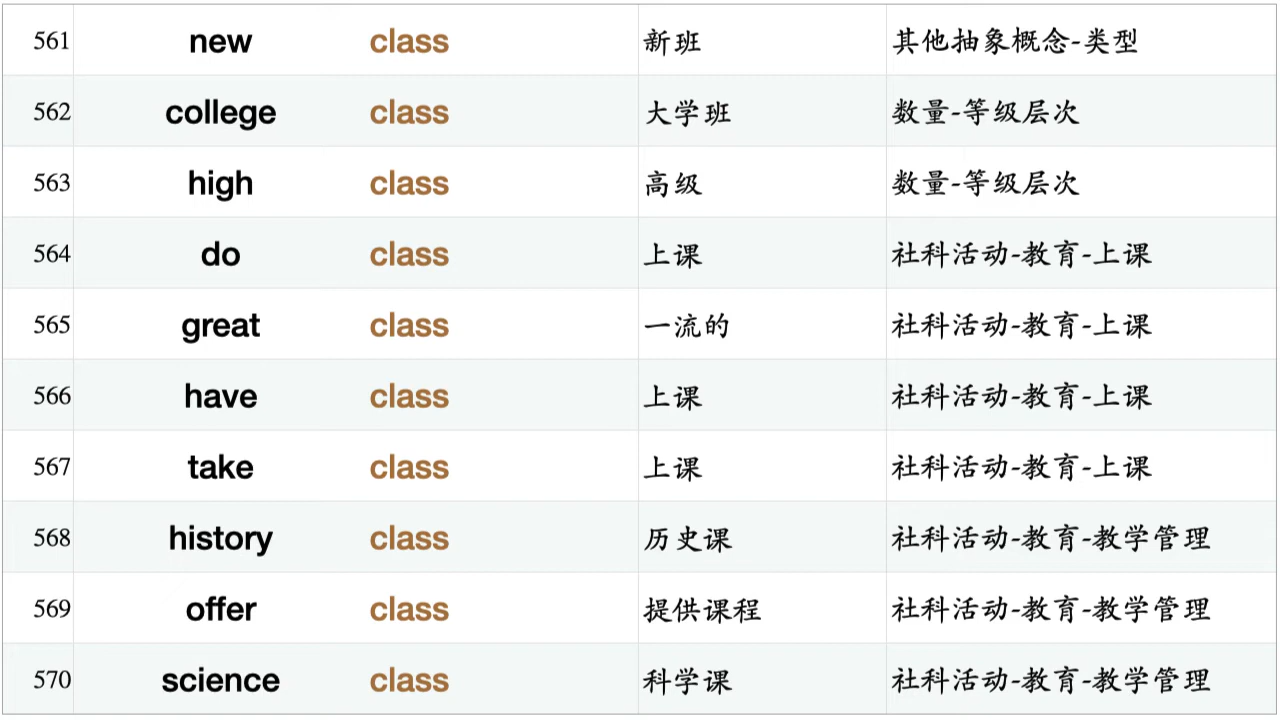 561 new class 新班 其他抽象概念-类型
562 college class 大学班 数量-等级层次
563 high class 高级 数量-等级层次
564 do class 上课 社科活动-教育-上课
565 great class 一流的 社科活动-教育-上课
566 have class 上课 社科活动-教育-上课
567 take class 上课 社科活动-教育-上课
568 history class 历史课 社科活动-教育-教学管理
569 offer class 提供课程 社科活动-教育-教学管理
570 science class 科学课 社科活动-教育-教学管理